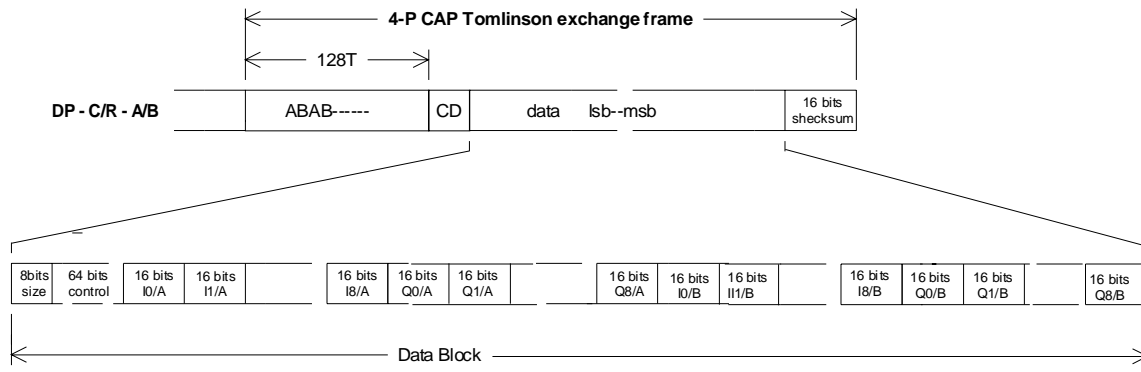 4-P CAP Tomlinson exchange frame
128T
DP - C/R - A/B
ABAB------
CD
data lsb--msb
16 bits
shecksum
8bits
size
64 bits
control
16 bits
I0/A
16 bits
I1/A
16 bits
I8/A
16 bits
Q0/A
16 bits
Q1/A
16 bits
Q8/A
16 bits
I0/B
16 bits
II1/B
16 bits
I8/B
16 bits
Q0/B
16 bits
Q1/B
16 bits
Q8/B
Data Block